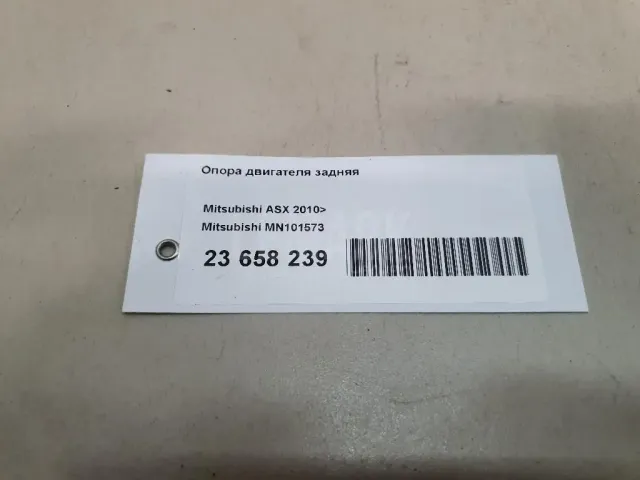 Опора двигателя задняя
Mitsubishi ASX 2010>
Mitsubishi MN101573
23 658 239